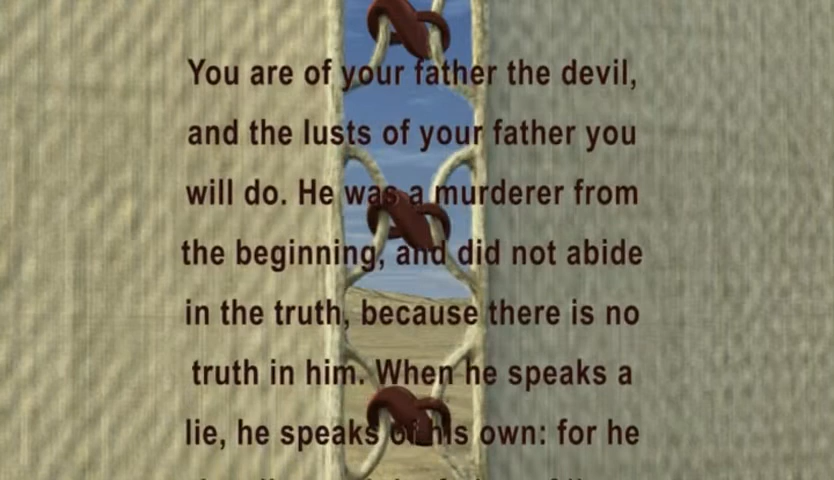 You are of your father the devil,
and the lusts of your father you
will do. He was a murderer from
the beginning, and did not abide
in the truth, because there is no
truth in him. When he speaks a
lie, he speaks of his own: for he